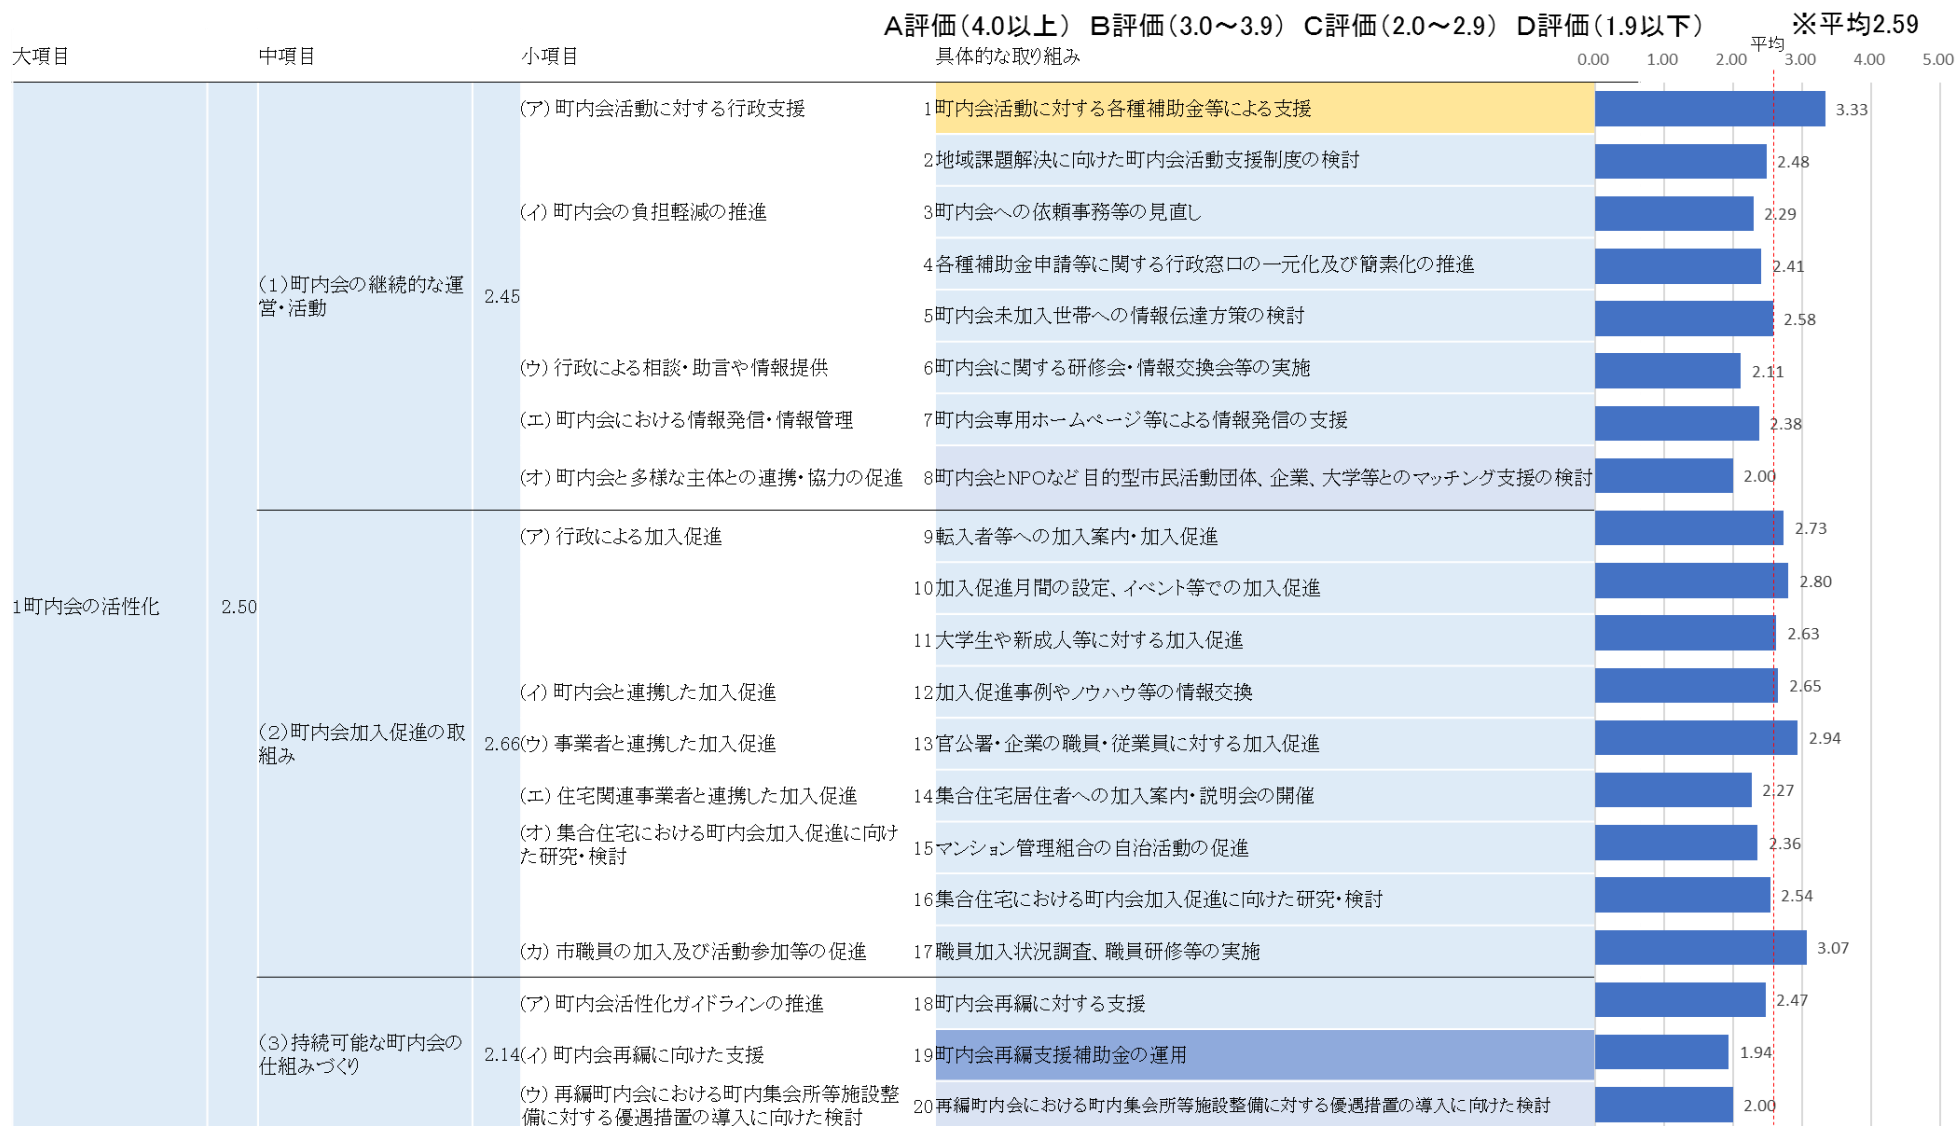 A評価（4.0以上） B評価（3.0～3.9） C評価（2.0～2.9） D評価（1.9以下） ※平均2.59
大項目 中項目 小項目 具体的な取り組み 平均
0.00 1.00 2.00 3.00 4.00 5.00
1町内会の活性化 2.50
（1）町内会の継続的な運
営・活動
2.45
（ア）町内会活動に対する行政支援 1 町内会活動に対する各種補助金等による支援 3.33
2 地域課題解決に向けた町内会活動支援制度の検討 2.48
（イ）町内会の負担軽減の推進 3 町内会への依頼事務等の見直し 2.29
4 各種補助金申請等に関する行政窓口の一元化及び簡素化の推進 2.41
5 町内会未加入世帯への情報伝達方策の検討 2.58
（ウ）行政による相談・助言や情報提供 6 町内会に関する研修会・情報交換会等の実施 2.11
（エ）町内会における情報発信・情報管理 7 町内会専用ホームページ等による情報発信の支援 2.38
（オ）町内会と多様な主体との連携・協力の促進 8 町内会とNPOなど目的型市民活動団体、企業、大学等とのマッチング支援の検討 2.00
（2）町内会加入促進の取
組み
2.66
（ア）行政による加入促進 9 転入者等への加入案内・加入促進 2.73
10 加入促進月間の設定、イベント等での加入促進 2.80
11 大学生や新成人等に対する加入促進 2.63
（イ）町内会と連携した加入促進 12 加入促進事例やノウハウ等の情報交換 2.65
（ウ）事業者と連携した加入促進 13 官公署・企業の職員・従業員に対する加入促進 2.94
（エ）住宅関連事業者と連携した加入促進 14 集合住宅居住者への加入案内・説明会の開催 2.27
（オ）集合住宅における町内会加入促進に向け
た研究・検討
15 マンション管理組合の自治活動の促進 2.36
16 集合住宅における町内会加入促進に向けた研究・検討 2.54
（カ）市職員の加入及び活動参加等の促進 17 職員加入状況調査、職員研修等の実施 3.07
（3）持続可能な町内会の
仕組みづくり
2.14
（ア）町内会活性化ガイドラインの推進 18 町内会再編に対する支援 2.47
（イ）町内会再編に向けた支援 19 町内会再編支援補助金の運用 1.94
（ウ）再編町内会における町内集会所等施設整
備に対する優遇措置の導入に向けた検討
20 再編町内会における町内集会所等施設整備に対する優遇措置の導入に向けた検討 2.00